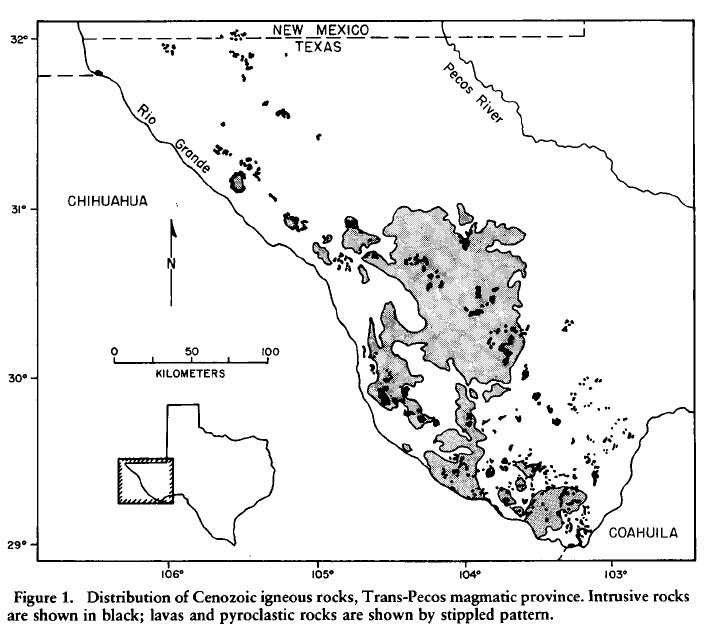 32°
NEW MEXICO
TEXAS
Pecos River
Rio
Grande
31°
CHIHUAHUA
N
0 50 100
KILOMETERS
30°
29°
COAHUILA
106° 105° 104° 103°
Figure 1. Distribution of Cenozoic igneous rocks, Trans-Pecos magmatic province. Intrusive rocks
are shown in black; lavas and pyroclastic rocks are shown by stippled pattern.